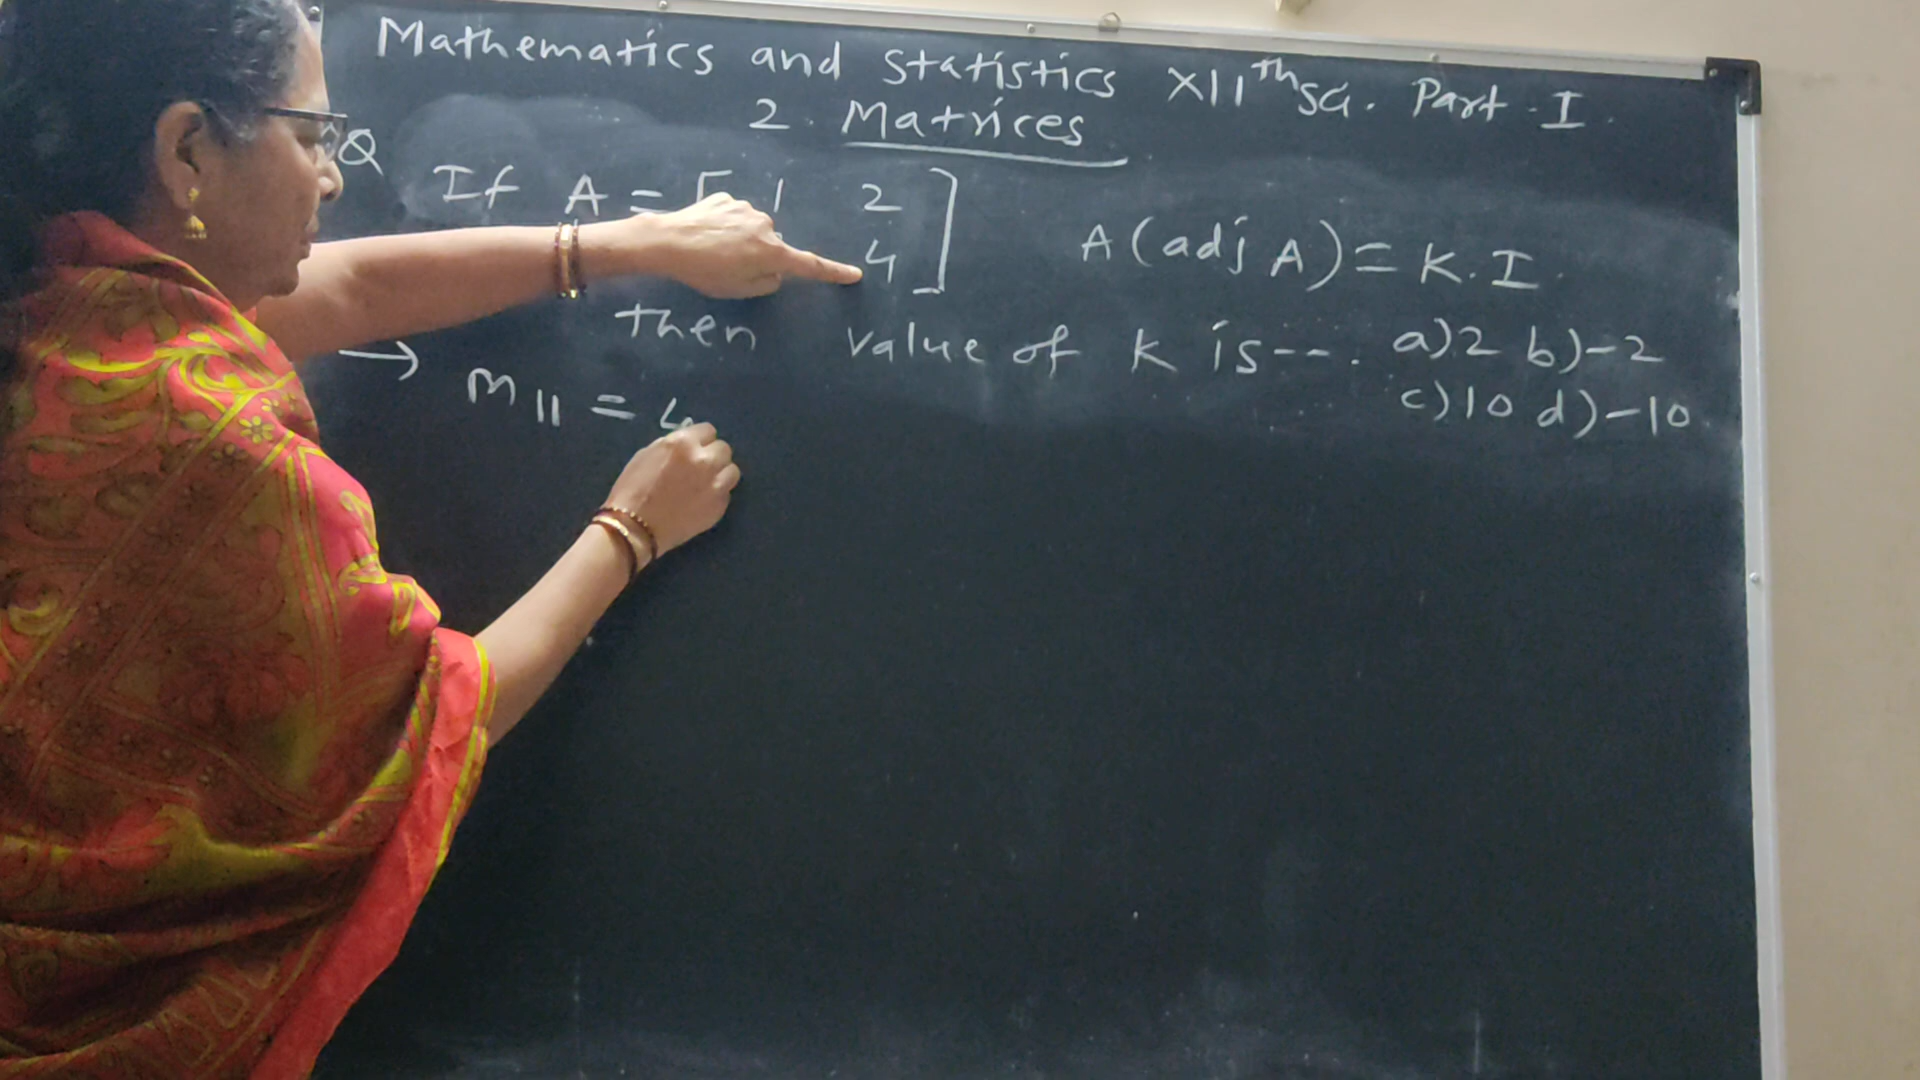 Mathematics and Statistics XIIth Sci. Part-I.
2. Matrices
Q If A = [ 1 2
4 ] A(adj A) = K.I.
then value of K is---. a)2 b)-2
c)10 d)-10
→ M11 = 4